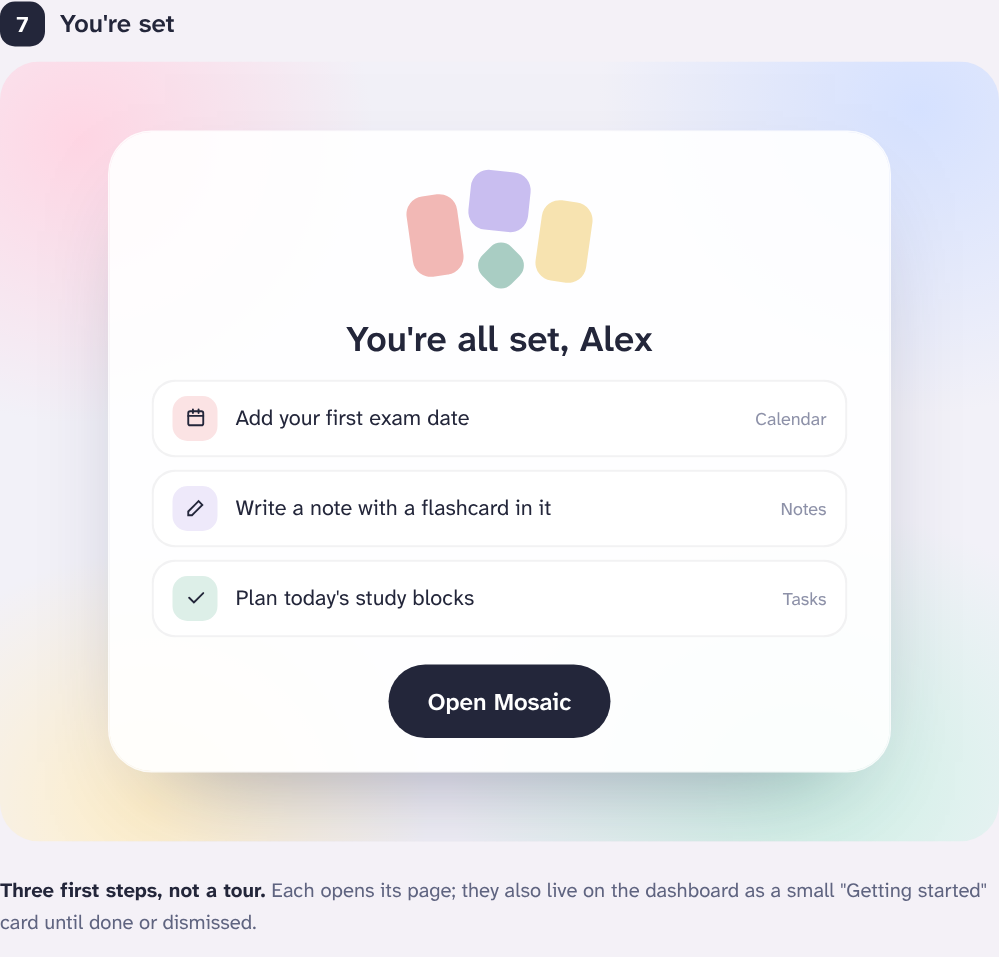 7 You're set
You're all set, Alex
Add your first exam date Calendar
Write a note with a flashcard in it Notes
Plan today's study blocks Tasks
Open Mosaic
Three first steps, not a tour. Each opens its page; they also live on the dashboard as a small "Getting started"
card until done or dismissed.